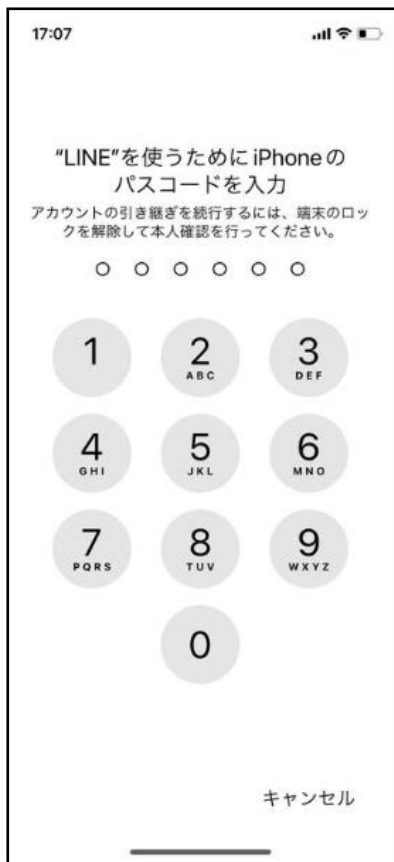 17:07
“LINE”を使うためにiPhoneの
パスコードを入力
アカウントの引き継ぎを続行するには、端末のロッ
クを解除して本人確認を行ってください。
1 2 3
ABC DEF
4 5 6
GHI JKL MNO
7 8 9
PQRS TUV WXYZ
0
キャンセル